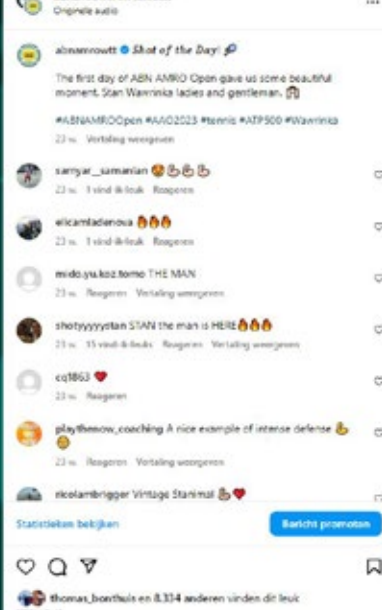 Originele audio
abnamrowtt Shot of the Day!
The first day of ABN AMRO Open gave us some beautiful
moment. Stan Wawrinka ladies and gentleman.
#ABNAMROOpen #AAO2023 #tennis #ATP500 #Wawrinka
23 w. Vertaling weergeven
samyar_samanian
23 w. 1 vind-ik-leuk Reageren
elicamladenova
23 w. 1 vind-ik-leuk Reageren
mido.yu.koz.tomo THE MAN
23 w. Reageren Vertaling weergeven
shotyyyystan STAN the man is HERE
23 w. 15 vind-ik-leuks Reageren Vertaling weergeven
cq1863
23 w. Reageren
playthenow_coaching A nice example of intense defense
23 w. Reageren Vertaling weergeven
nicolambrigger Vintage Stanimal
Statistieken bekijken
Bericht promoten
thomas_bonthuis en 8.334 anderen vinden dit leuk